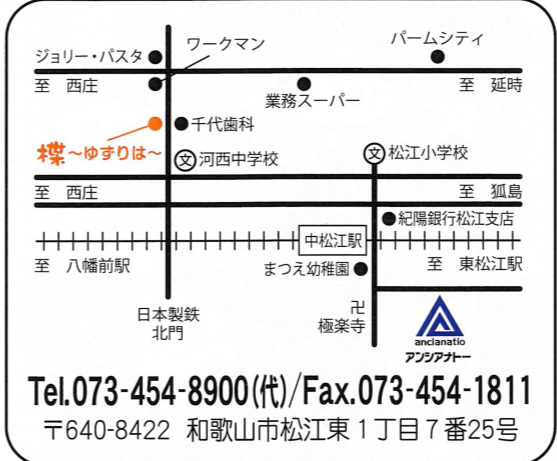 ワークマン
パームシティ
ジョリー・パスタ
至 西庄
至 延時
業務スーパー
千代歯科
楪～ゆずりは～
文 河西中学校
文 松江小学校
至 西庄
至 狐島
紀陽銀行松江支店
中松江駅
至 八幡前駅
まつえ幼稚園
至 東松江駅
日本製鉄
北門
卍
極楽寺
ancianatio
アンシアナトー
Tel.073-454-8900(代)/Fax.073-454-1811
〒640-8422 和歌山市松江東1丁目7番25号